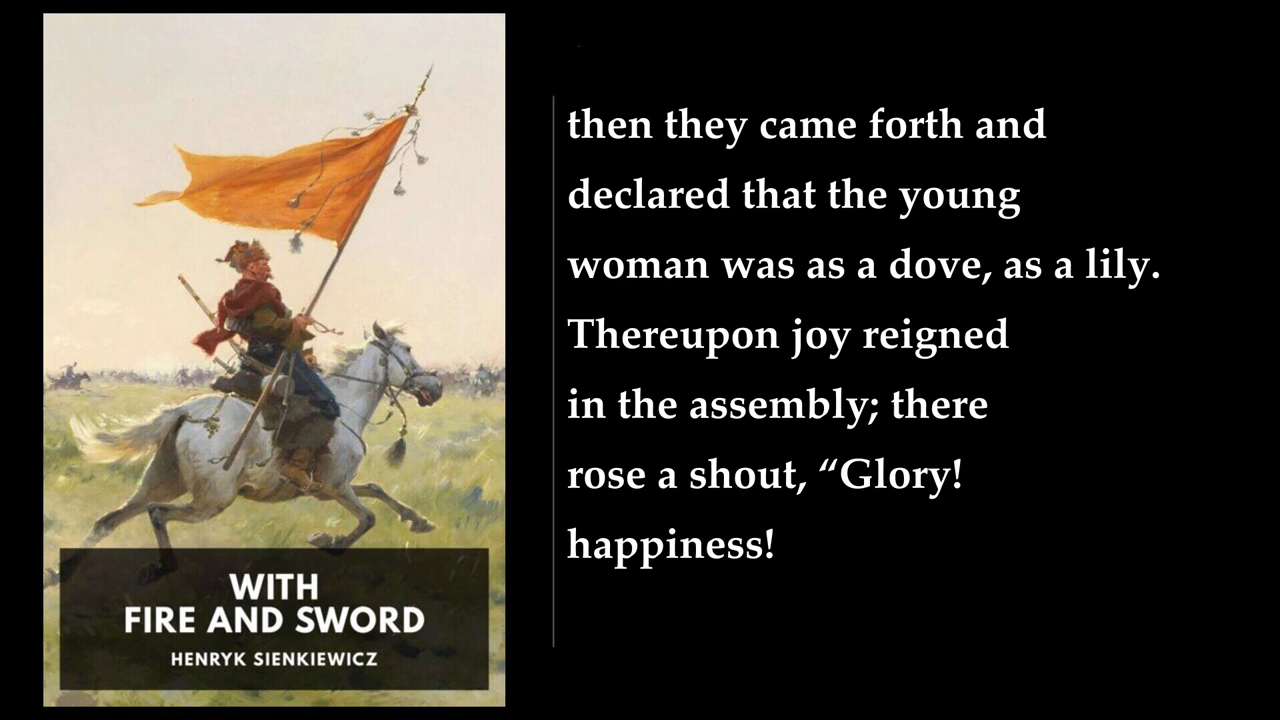 WITH
FIRE AND SWORD
HENRYK SIENKIEWICZ
then they came forth and
declared that the young
woman was as a dove, as a lily.
Thereupon joy reigned
in the assembly; there
rose a shout, “Glory!
happiness!